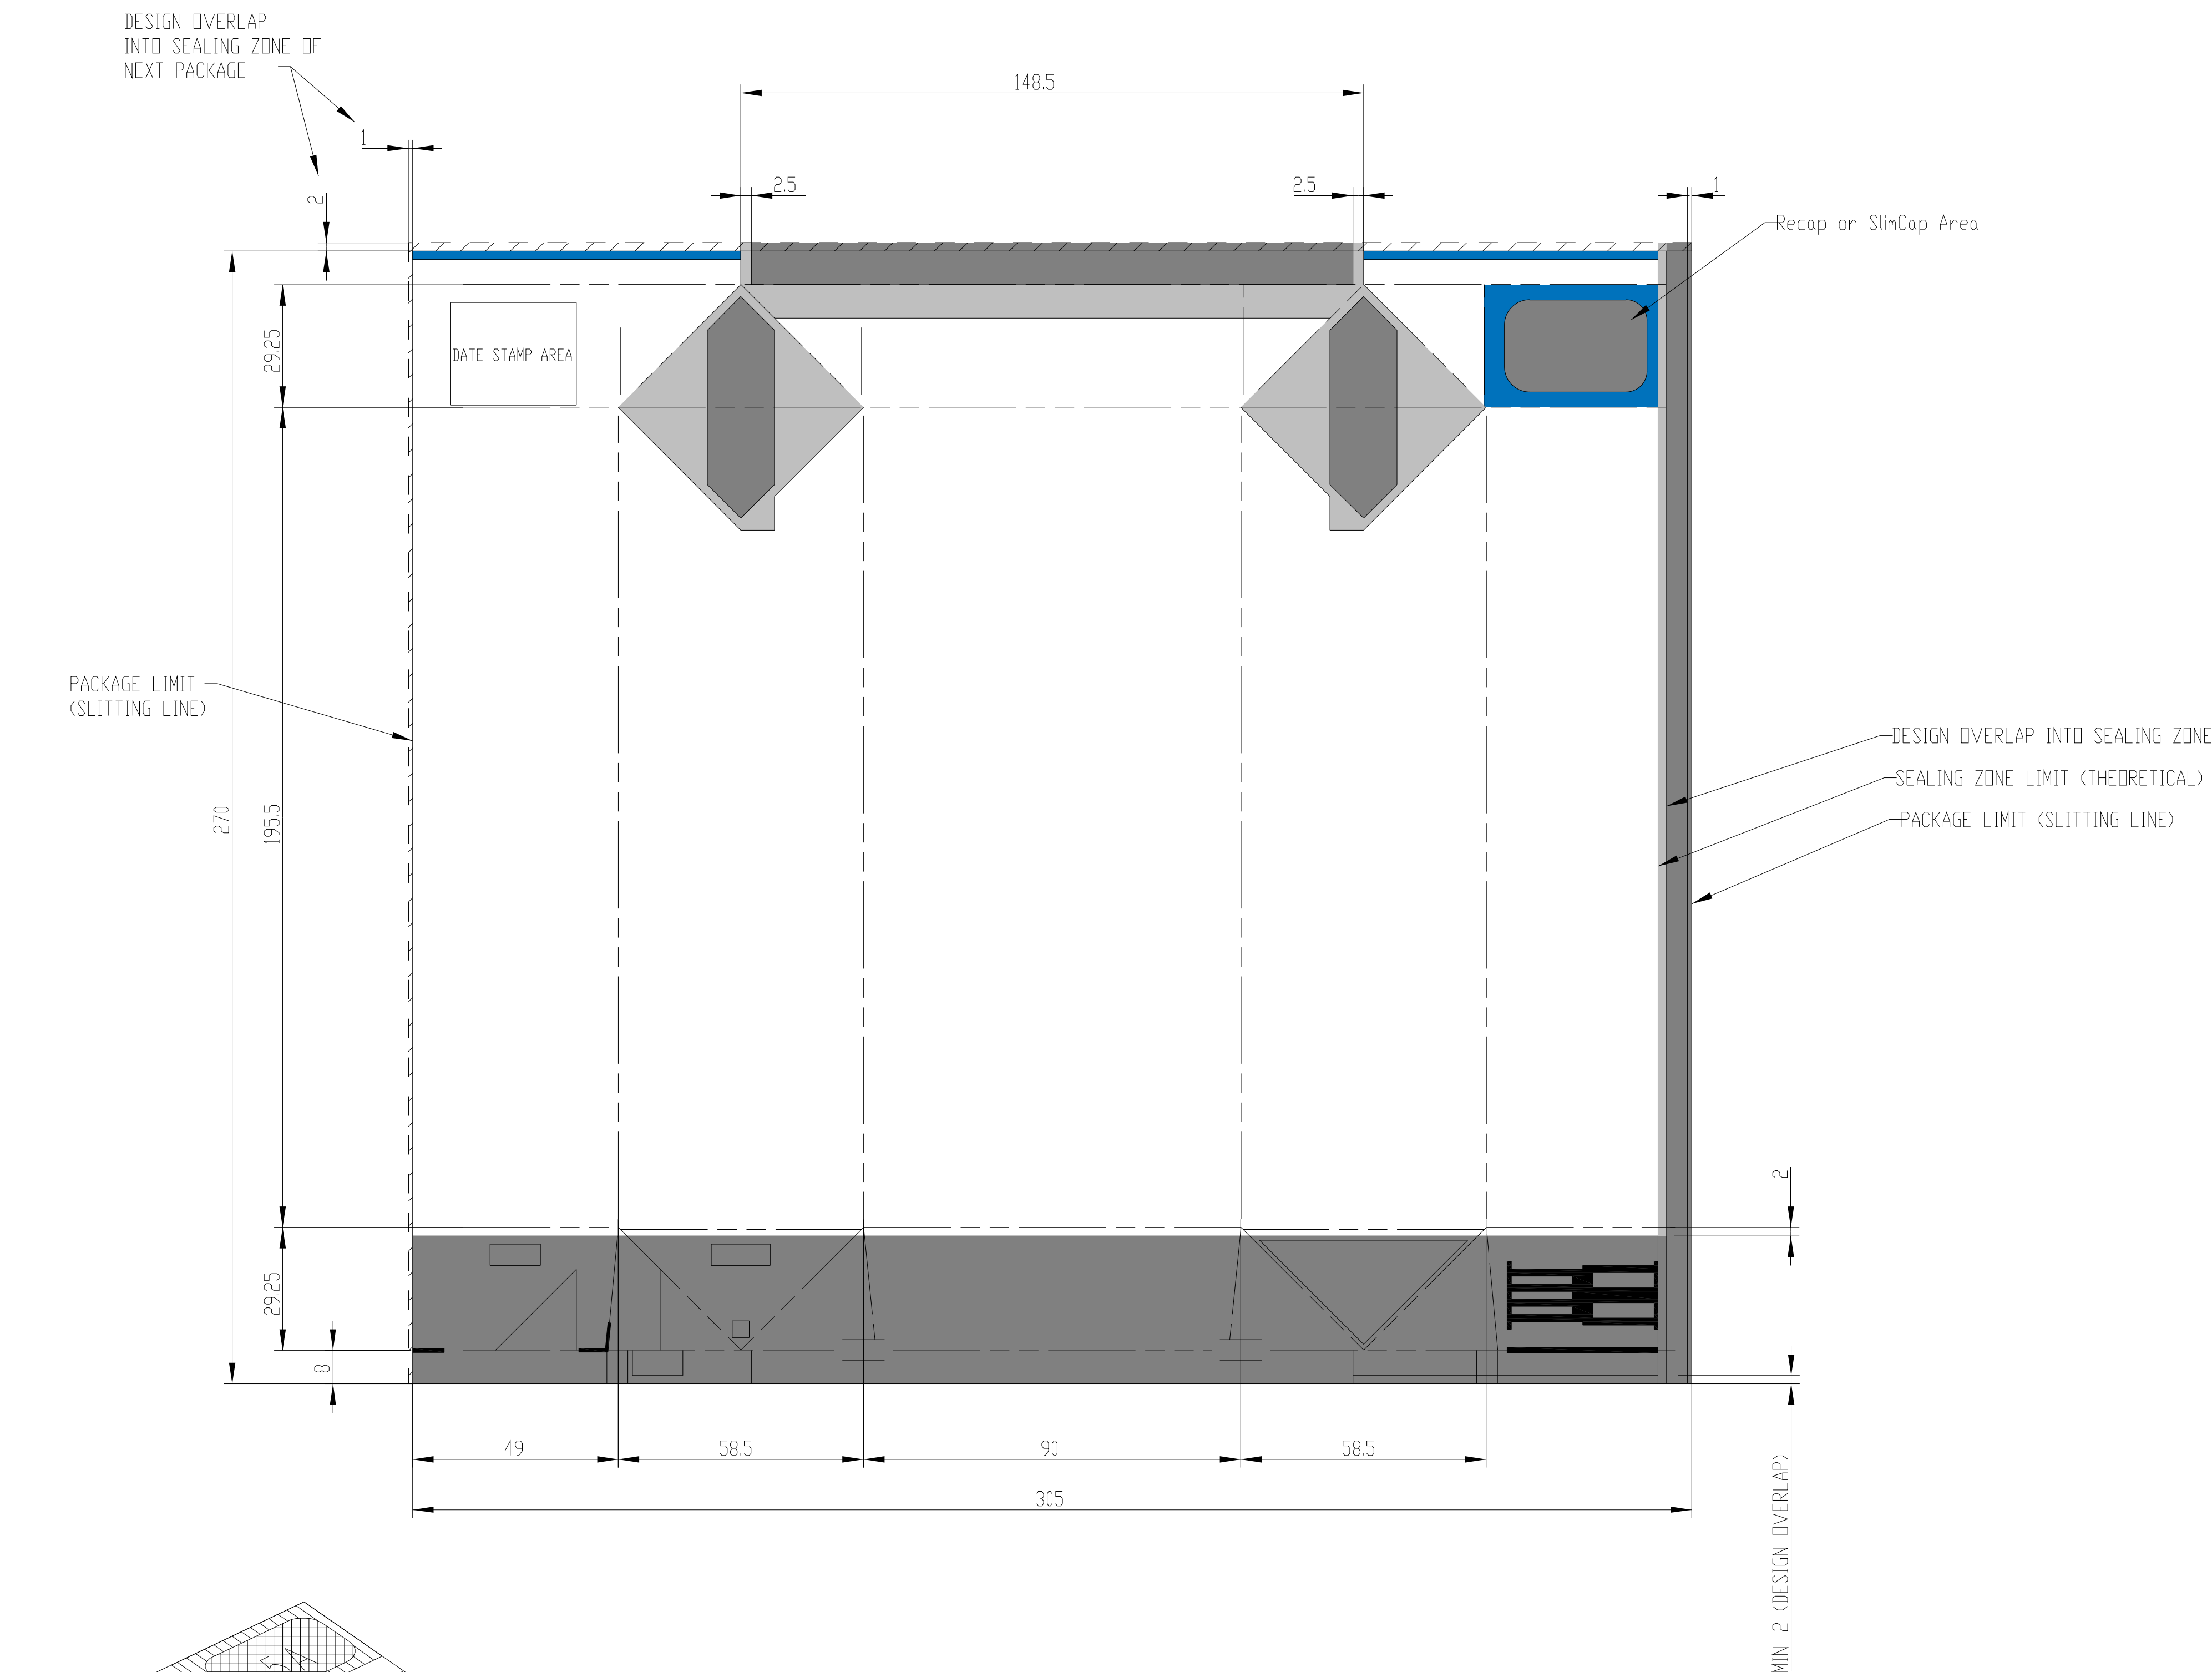 DESIGN OVERLAP
INTO SEALING ZONE OF
NEXT PACKAGE
148.5
1
2.5
2.5
1
2
Recap or SlimCap Area
29.25
DATE STAMP AREA
PACKAGE LIMIT
(SLITTING LINE)
DESIGN OVERLAP INTO SEALING ZONE
SEALING ZONE LIMIT (THEORETICAL)
PACKAGE LIMIT (SLITTING LINE)
270
195.5
2
29.25
8
49
58.5
90
58.5
305
MIN 2 (DESIGN OVERLAP)